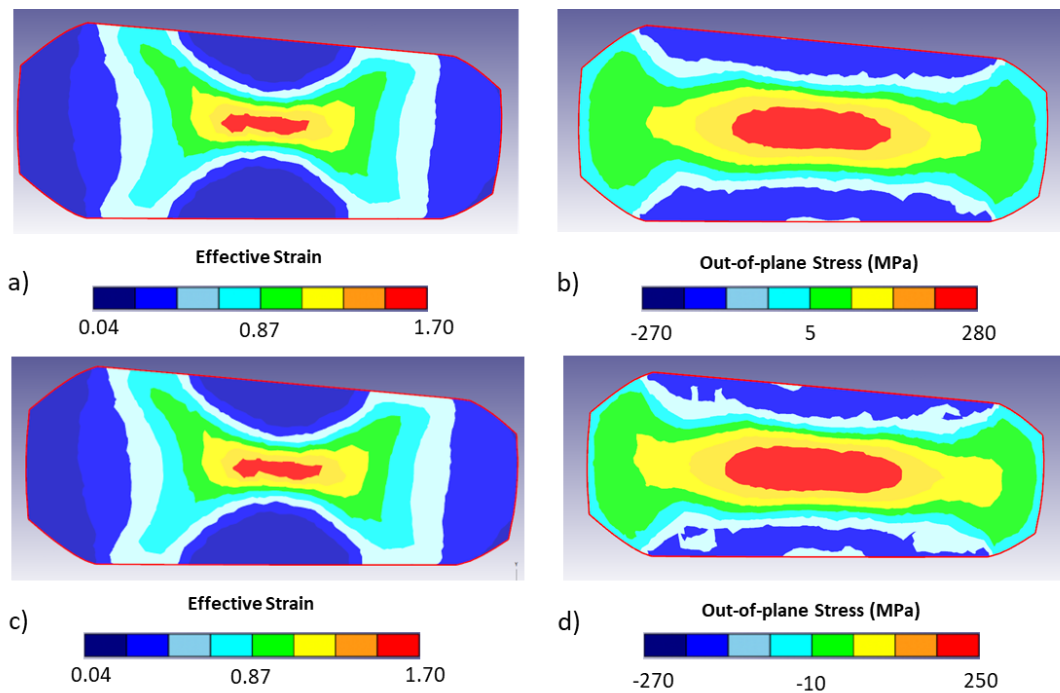 Effective Strain
Out-of-plane Stress (MPa)
a)
b)
0.04 0.87 1.70
-270 5 280
Effective Strain
Out-of-plane Stress (MPa)
c)
d)
0.04 0.87 1.70
-270 -10 250